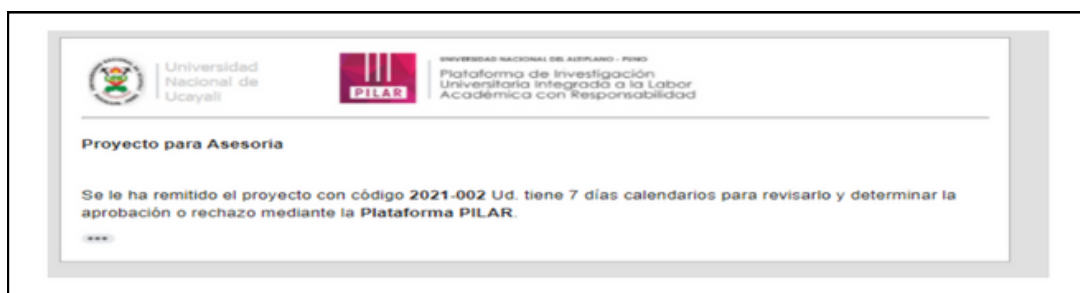 Universidad
Nacional de
Ucayali
PILAR
UNIVERSIDAD NACIONAL DEL ALTIPLANO - PUNO
Plataforma de Investigación
Universitaria Integrada a la Labor
Académica con Responsabilidad
Proyecto para Asesoria
Se le ha remitido el proyecto con código 2021-002 Ud. tiene 7 días calendarios para revisarlo y determinar la
aprobación o rechazo mediante la Plataforma PILAR.